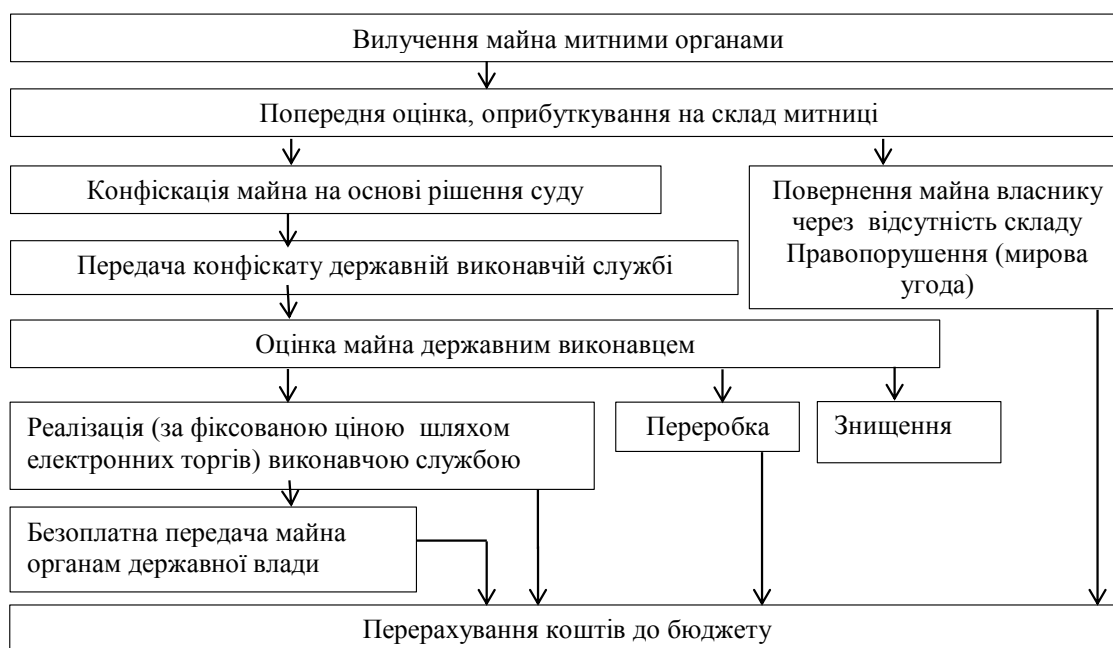 Вилучення майна митними органами
Попередня оцінка, оприбуткування на склад митниці
Конфіскація майна на основі рішення суду
Повернення майна власнику
через відсутність складу
Правопорушення (мирова
угода)
Передача конфіскату державній виконавчій службі
Оцінка майна державним виконавцем
Реалізація (за фіксованою ціною шляхом
електронних торгів) виконавчою службою
Переробка
Знищення
Безоплатна передача майна
органам державної влади
Перерахування коштів до бюджету